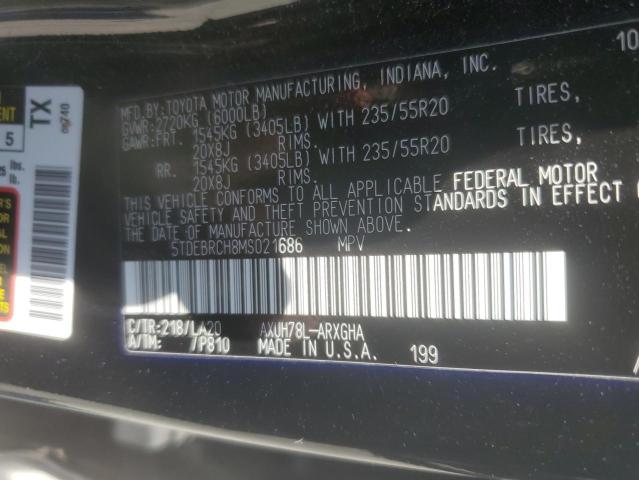 10
MFD.BY:TOYOTA MOTOR MANUFACTURING, INDIANA, INC.
GVWR:2720KG (6000LB)
GAWR:FRT. 1545KG (3405LB) WITH 235/55R20 TIRES,
20X8J RIMS.
RR. 1545KG (3405LB) WITH 235/55R20 TIRES,
20X8J RIMS.
THIS VEHICLE CONFORMS TO ALL APPLICABLE FEDERAL MOTOR
VEHICLE SAFETY AND THEFT PREVENTION STANDARDS IN EFFECT
THE DATE OF MANUFACTURE SHOWN ABOVE.
5TDEBRCH8MS021686 MPV
C/TR:218/LA20 AXUH78L-ARXGHA
A/TM: 7P810 MADE IN U.S.A. 199
TX
5
lbs.
lb.